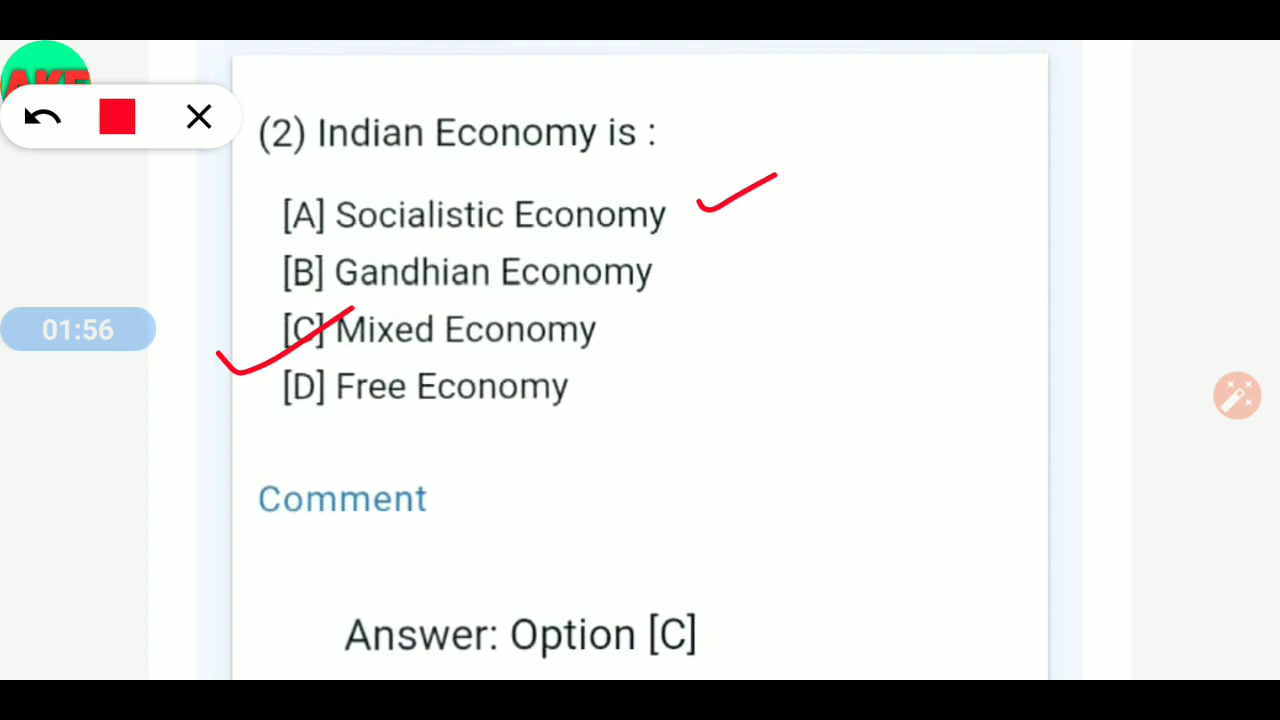 (2) Indian Economy is :
[A] Socialistic Economy
[B] Gandhian Economy
[C] Mixed Economy
01:56
[D] Free Economy
Comment
Answer: Option [C]